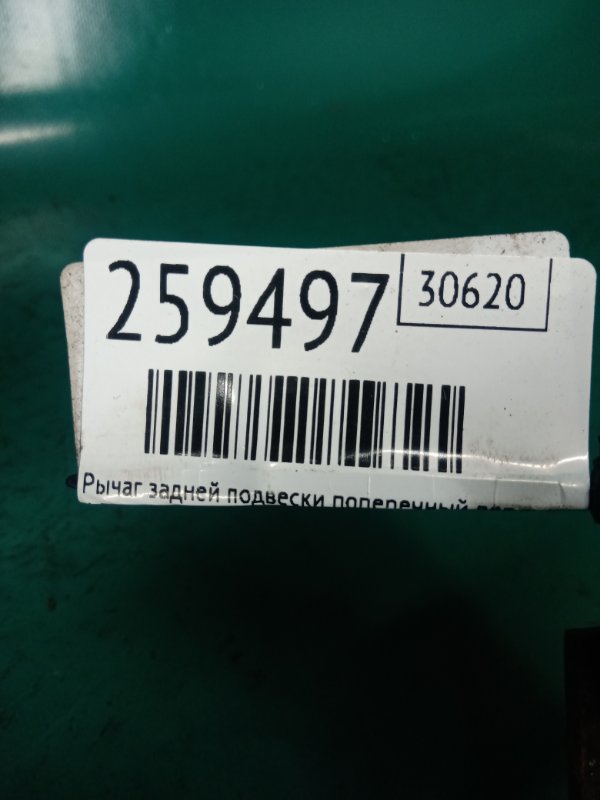 259497
30620
Рычаг задней подвески поперечный